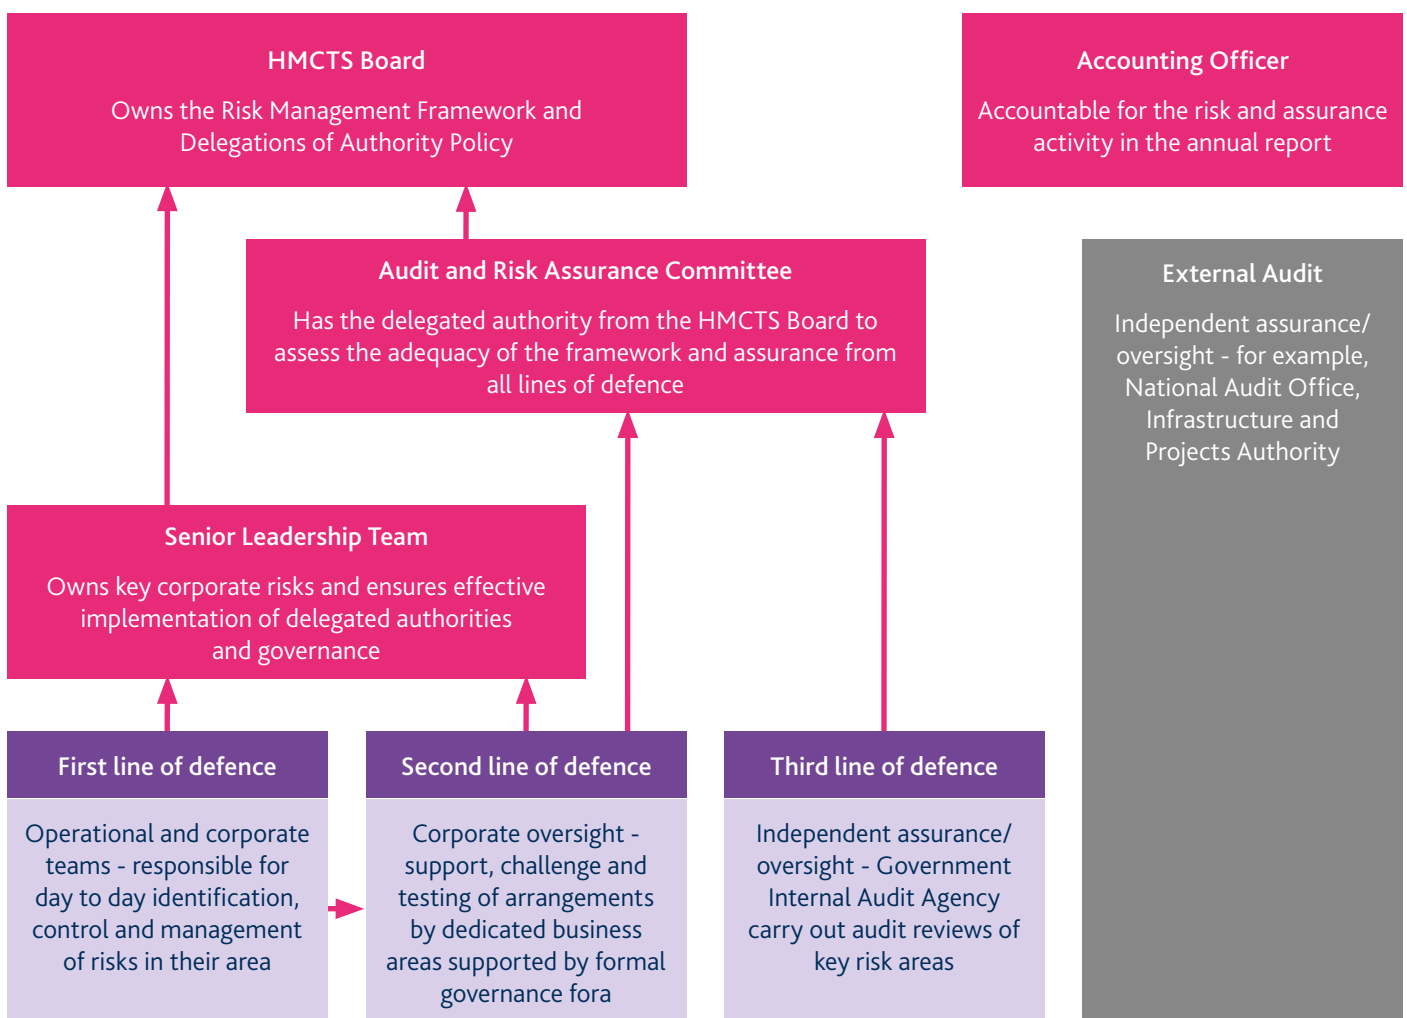 HMCTS Board
Owns the Risk Management Framework and
Delegations of Authority Policy
Accounting Officer
Accountable for the risk and assurance
activity in the annual report
Audit and Risk Assurance Committee
Has the delegated authority from the HMCTS Board to
assess the adequacy of the framework and assurance from
all lines of defence
External Audit
Independent assurance/
oversight - for example,
National Audit Office,
Infrastructure and
Projects Authority
Senior Leadership Team
Owns key corporate risks and ensures effective
implementation of delegated authorities
and governance
First line of defence
Operational and corporate
teams - responsible for
day to day identification,
control and management
of risks in their area
Second line of defence
Corporate oversight -
support, challenge and
testing of arrangements
by dedicated business
areas supported by formal
governance fora
Third line of defence
Independent assurance/
oversight - Government
Internal Audit Agency
carry out audit reviews of
key risk areas